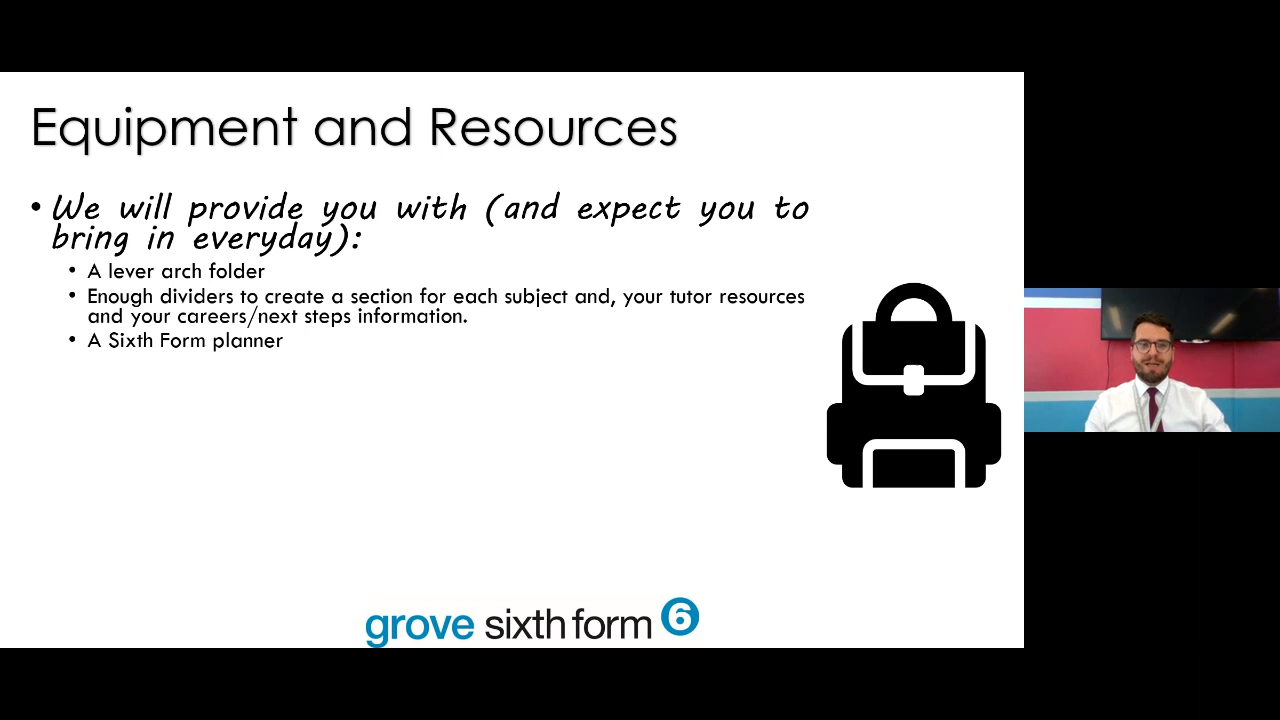 Equipment and Resources
• We will provide you with (and expect you to
bring in everyday):
• A lever arch folder
• Enough dividers to create a section for each subject and, your tutor resources
and your careers/next steps information.
• A Sixth Form planner
grove sixth form 6